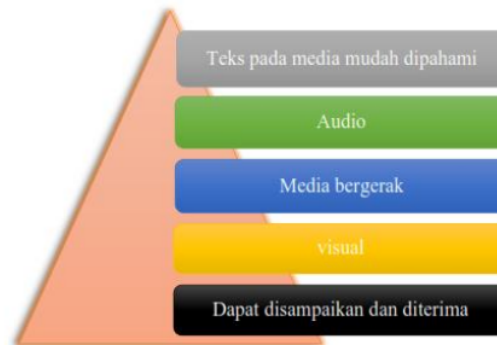 Teks pada media mudah dipahami
Audio
Media bergerak
visual
Dapat disampaikan dan diterima